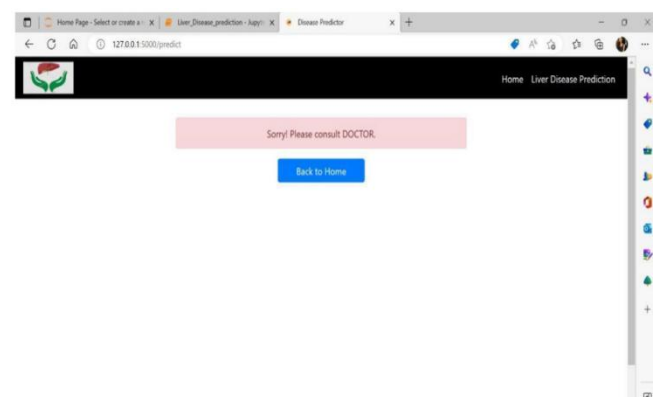 Home Page - Select or create a n
Liver_Disease_prediction - Jupyt
Disease Predictor
127.0.0.1:5000/predict
Home Liver Disease Prediction
Sorry! Please consult DOCTOR.
Back to Home